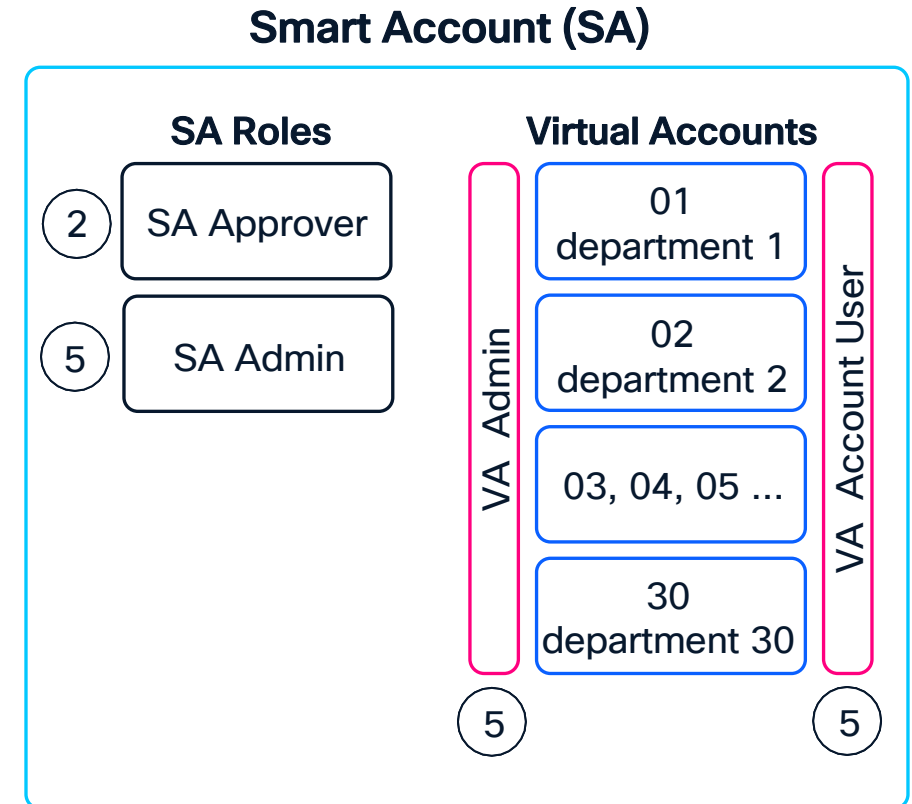 Smart Account (SA)
SA Roles
2
SA Approver
5
SA Admin
Virtual Accounts
VA Admin
5
01
department 1
02
department 2
03, 04, 05 ...
30
department 30
VA Account User
5